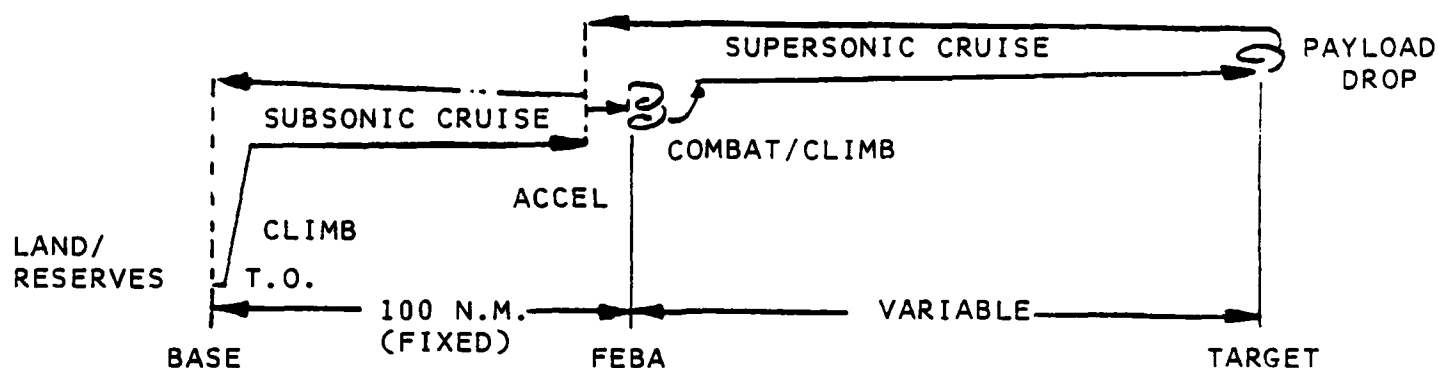 SUPERSONIC CRUISE
PAYLOAD
DROP
SUBSONIC CRUISE
COMBAT/CLIMB
ACCEL
CLIMB
LAND/
RESERVES
T.O.
100 N.M.
(FIXED)
VARIABLE
BASE
FEBA
TARGET